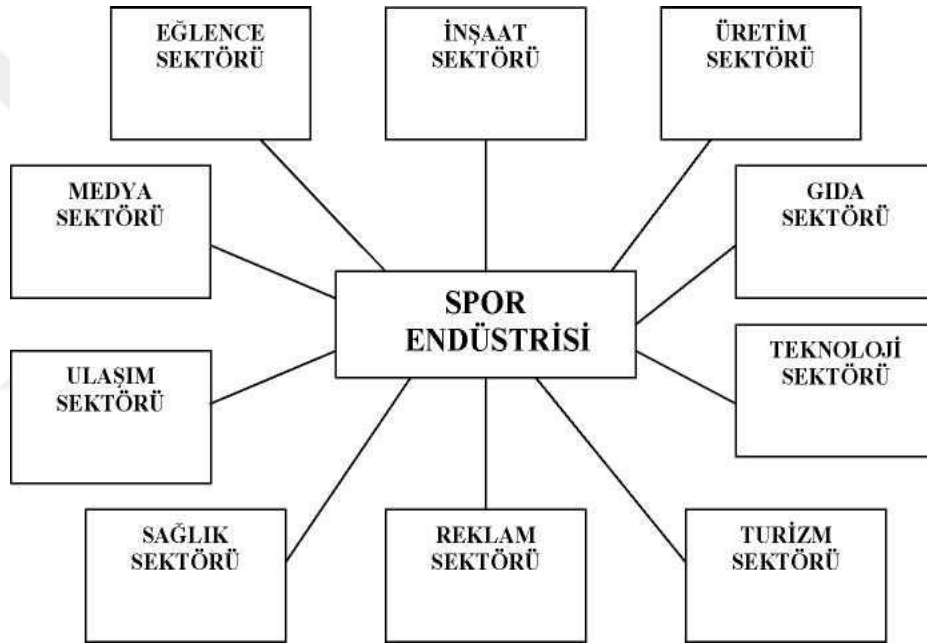 EĞLENCE
SEKTÖRÜ
İNŞAAT
SEKTÖRÜ
ÜRETİM
SEKTÖRÜ
MEDYA
SEKTÖRÜ
GIDA
SEKTÖRÜ
SPOR
ENDÜSTRİSİ
ULAŞIM
SEKTÖRÜ
TEKNOLOJİ
SEKTÖRÜ
SAĞLIK
SEKTÖRÜ
REKLAM
SEKTÖRÜ
TURİZM
SEKTÖRÜ